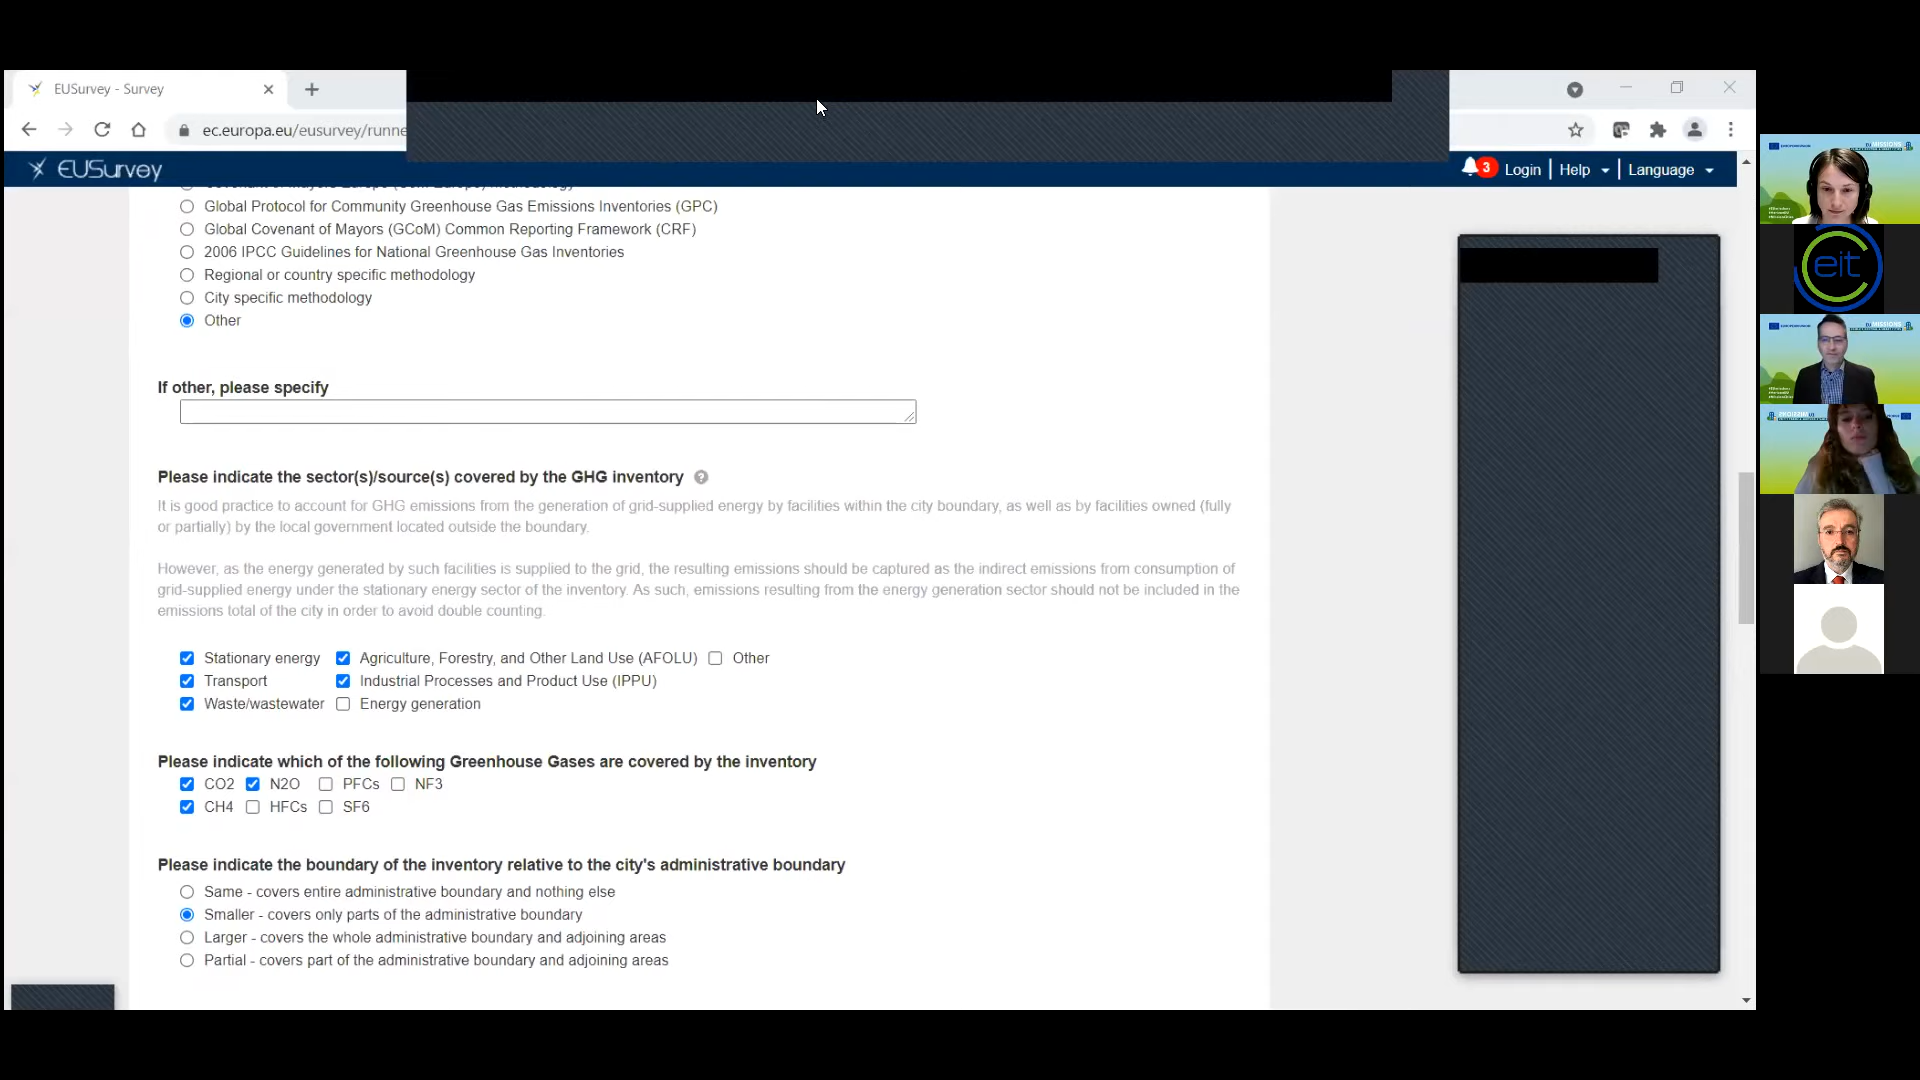 EUSurvey - Survey
ec.europa.eu/eusurvey/runne
EUSurvey
3 Login | Help | Language
Covenant of Mayors Europe (CoM Europe) methodology
Global Protocol for Community Greenhouse Gas Emissions Inventories (GPC)
Global Covenant of Mayors (GCoM) Common Reporting Framework (CRF)
2006 IPCC Guidelines for National Greenhouse Gas Inventories
Regional or country specific methodology
City specific methodology
Other
If other, please specify
Please indicate the sector(s)/source(s) covered by the GHG inventory ?
It is good practice to account for GHG emissions from the generation of grid-supplied energy by facilities within the city boundary, as well as by facilities owned (fully
or partially) by the local government located outside the boundary.
However, as the energy generated by such facilities is supplied to the grid, the resulting emissions should be captured as the indirect emissions from consumption of
grid-supplied energy under the stationary energy sector of the inventory. As such, emissions resulting from the energy generation sector should not be included in the
emissions total of the city in order to avoid double counting.
Stationary energy Agriculture, Forestry, and Other Land Use (AFOLU) Other
Transport Industrial Processes and Product Use (IPPU)
Waste/wastewater Energy generation
Please indicate which of the following Greenhouse Gases are covered by the inventory
CO2 N2O PFCs NF3
CH4 HFCs SF6
Please indicate the boundary of the inventory relative to the city's administrative boundary
Same - covers entire administrative boundary and nothing else
Smaller - covers only parts of the administrative boundary
Larger - covers the whole administrative boundary and adjoining areas
Partial - covers part of the administrative boundary and adjoining areas
MISSIONS
eit
MISSIONS